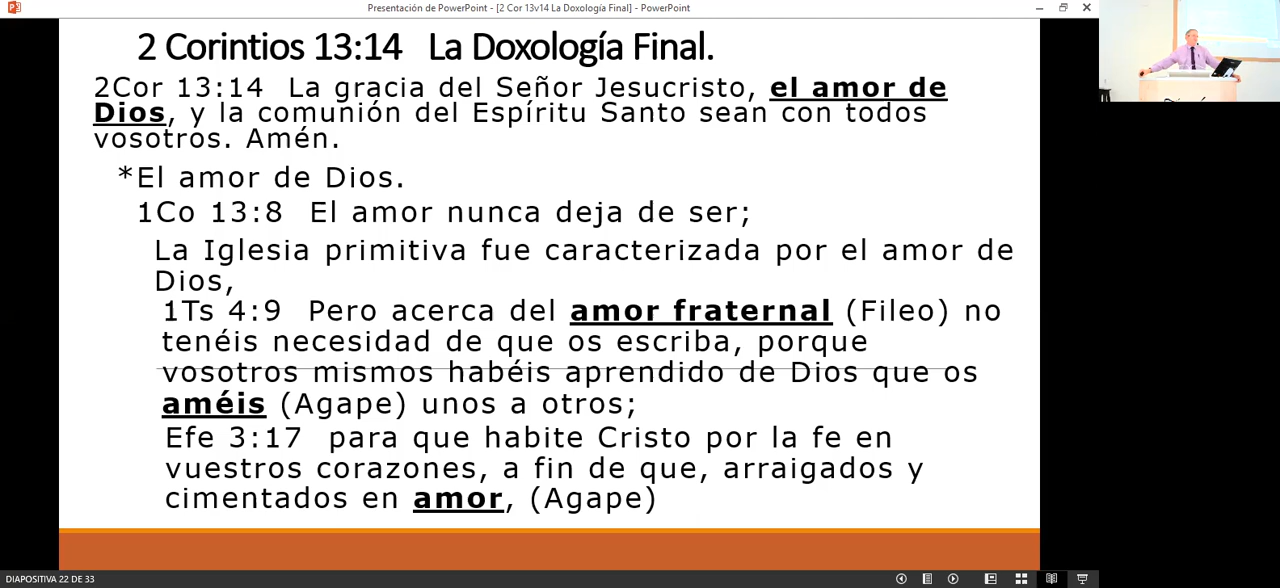 Presentación de PowerPoint - [2 Cor 13v14 La Doxología Final] - PowerPoint
2 Corintios 13:14 La Doxología Final.
2Cor 13:14 La gracia del Señor Jesucristo, el amor de
Dios, y la comunión del Espíritu Santo sean con todos
vosotros. Amén.
*El amor de Dios.
1Co 13:8 El amor nunca deja de ser;
La Iglesia primitiva fue caracterizada por el amor de
Dios,
1Ts 4:9 Pero acerca del amor fraternal (Fileo) no
tenéis necesidad de que os escriba, porque
vosotros mismos habéis aprendido de Dios que os
améis (Agape) unos a otros;
Efe 3:17 para que habite Cristo por la fe en
vuestros corazones, a fin de que, arraigados y
cimentados en amor, (Agape)
DIAPOSITIVA 22 DE 33